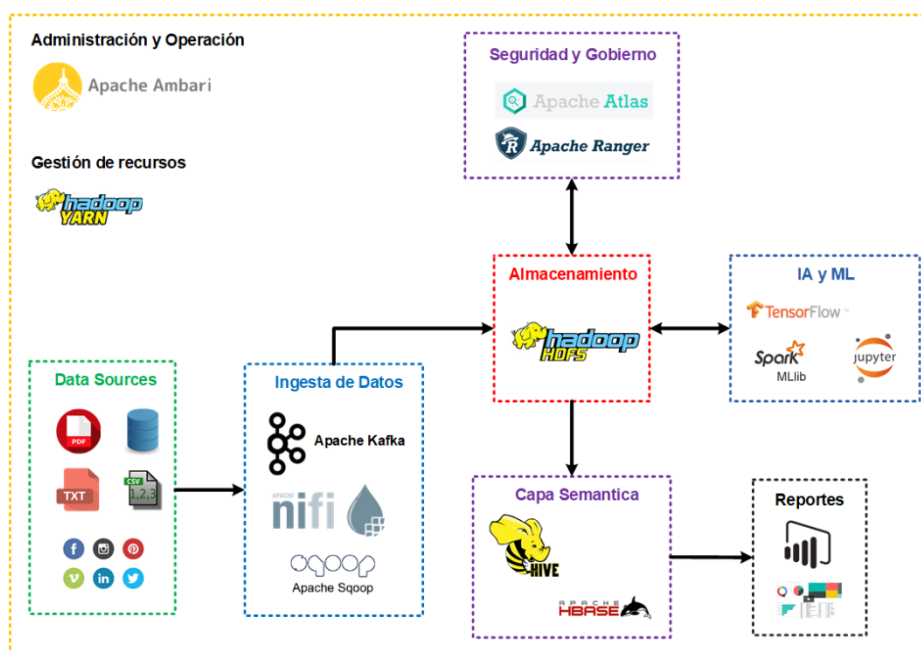 Administración y Operación
Apache Ambari
Gestión de recursos
hadoop
YARN
Seguridad y Gobierno
Apache Atlas
R
Apache Ranger
Almacenamiento
hadoop
HDFS
IA y ML
TensorFlow™
Spark
MLlib
jupyter
Data Sources
PDF
TXT
CSV
1,2,3
Ingesta de Datos
Apache Kafka
APACHE
nifi
sqoop
Apache Sqoop
Capa Semantica
HIVE
APACHE
HBASE
Reportes